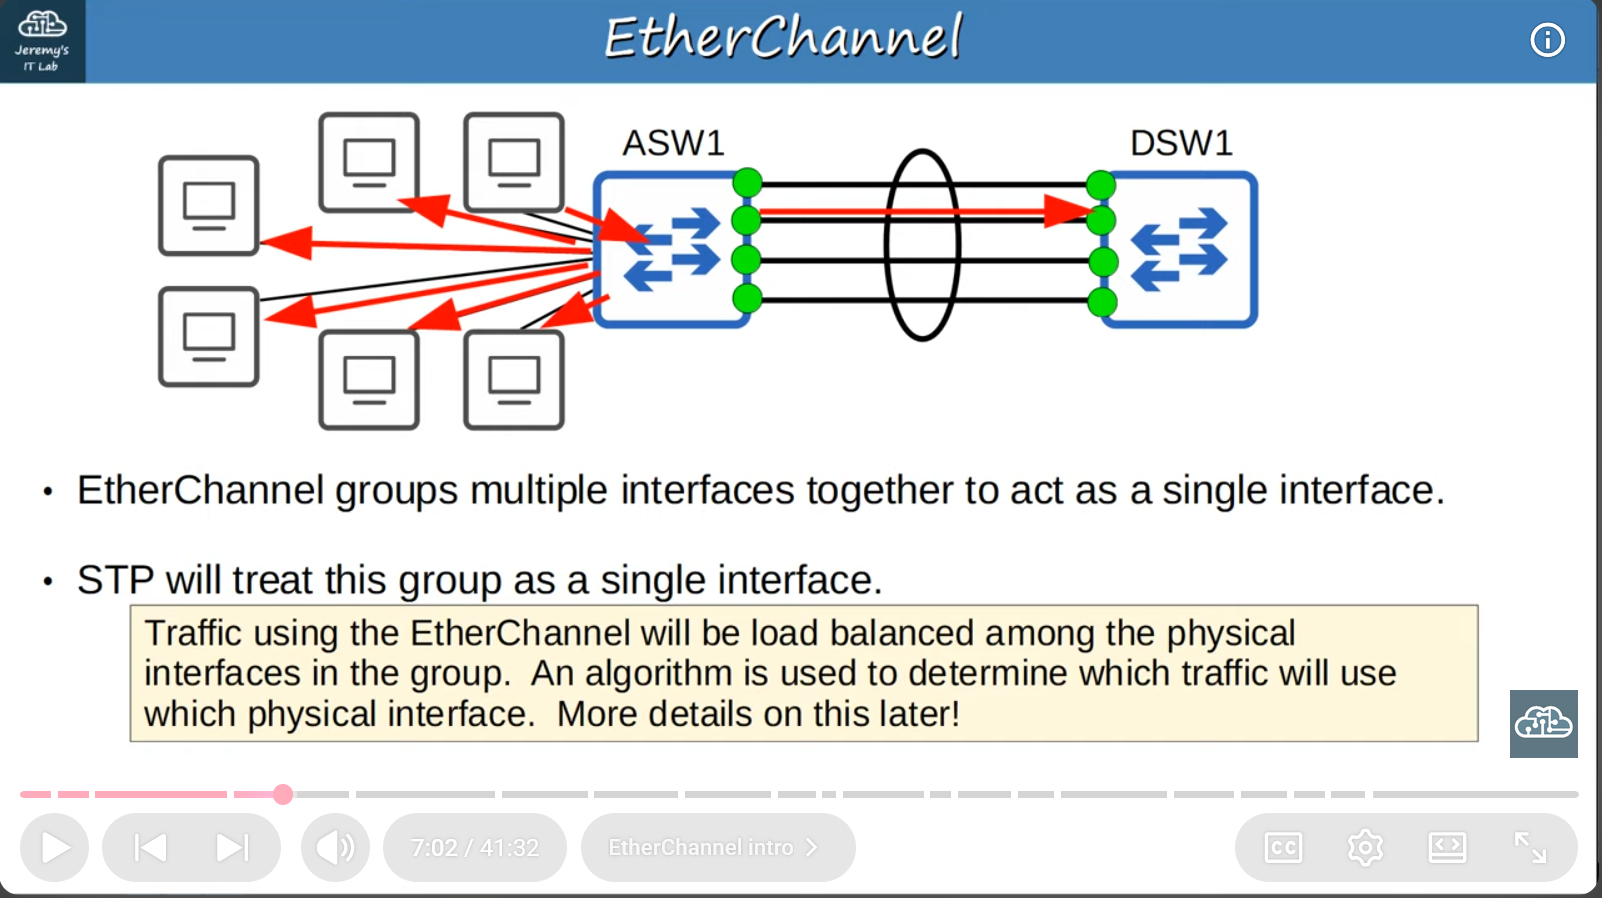 Jeremy's
IT Lab
EtherChannel
ASW1
DSW1
• EtherChannel groups multiple interfaces together to act as a single interface.
• STP will treat this group as a single interface.
Traffic using the EtherChannel will be load balanced among the physical
interfaces in the group.  An algorithm is used to determine which traffic will use
which physical interface.  More details on this later!
7:02 / 41:32
EtherChannel intro
CC